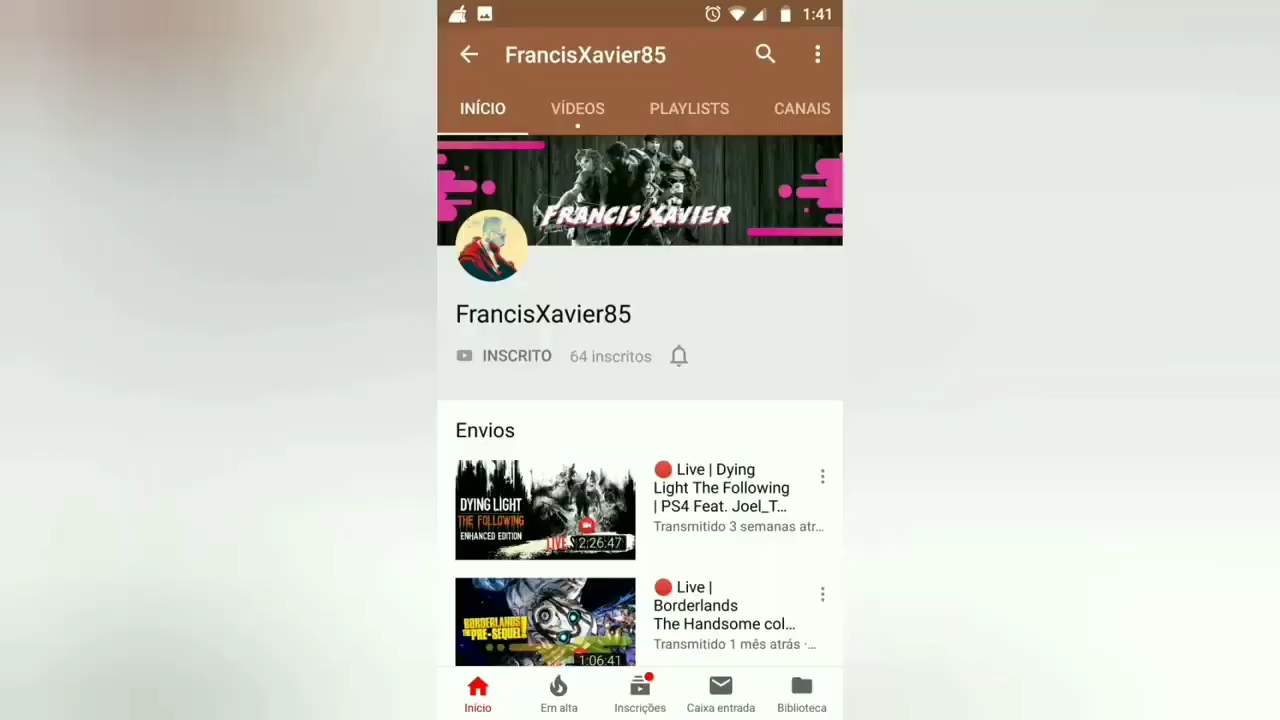 1:41
FrancisXavier85
INÍCIO VÍDEOS PLAYLISTS CANAIS
FRANCIS XAVIER
FrancisXavier85
INSCRITO 64 inscritos
Envios
DYING LIGHT
THE FOLLOWING
ENHANCED EDITION
LIVE 2:26:47
🔴 Live | Dying
Light The Following
| PS4 Feat. Joel_T...
Transmitido 3 semanas atr...
BORDERLANDS
THE PRE-SEQUEL!
1:06:41
🔴 Live |
Borderlands
The Handsome col...
Transmitido 1 mês atrás ·...
Início Em alta Inscrições Caixa entrada Biblioteca